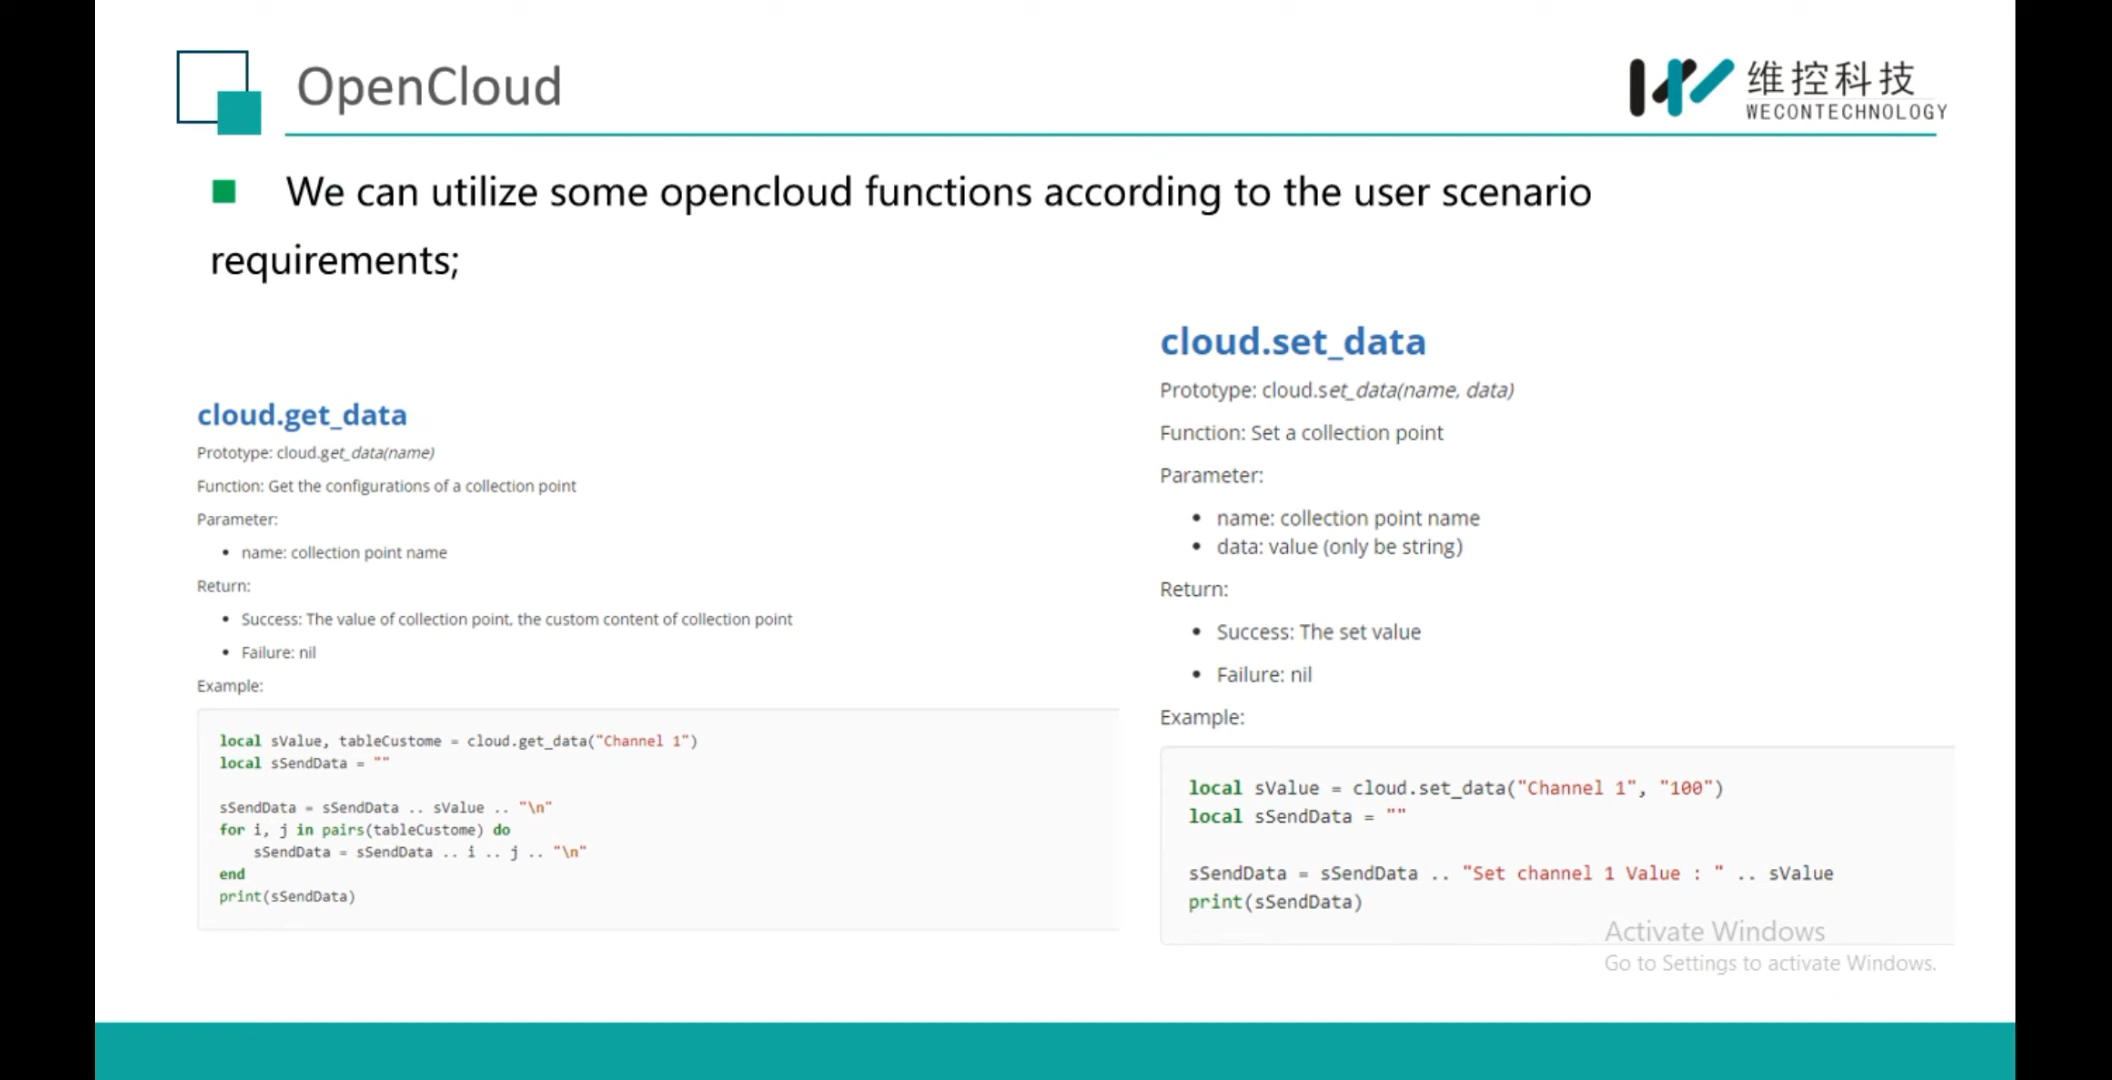 OpenCloud
维控科技
WECONTECHNOLOGY
We can utilize some opencloud functions according to the user scenario
requirements;
cloud.get_data
Prototype: cloud.get_data(name)
Function: Get the configurations of a collection point
Parameter:
• name: collection point name
Return:
• Success: The value of collection point, the custom content of collection point
• Failure: nil
Example:
local sValue, tableCustome = cloud.get_data("Channel 1")
local sSendData = ""
sSendData = sSendData .. sValue .. "\n"
for i, j in pairs(tableCustome) do
    sSendData = sSendData .. i .. j .. "\n"
end
print(sSendData)
cloud.set_data
Prototype: cloud.set_data(name, data)
Function: Set a collection point
Parameter:
• name: collection point name
• data: value (only be string)
Return:
• Success: The set value
• Failure: nil
Example:
local sValue = cloud.set_data("Channel 1", "100")
local sSendData = ""
sSendData = sSendData .. "Set channel 1 Value : " .. sValue
print(sSendData)
Activate Windows
Go to Settings to activate Windows.